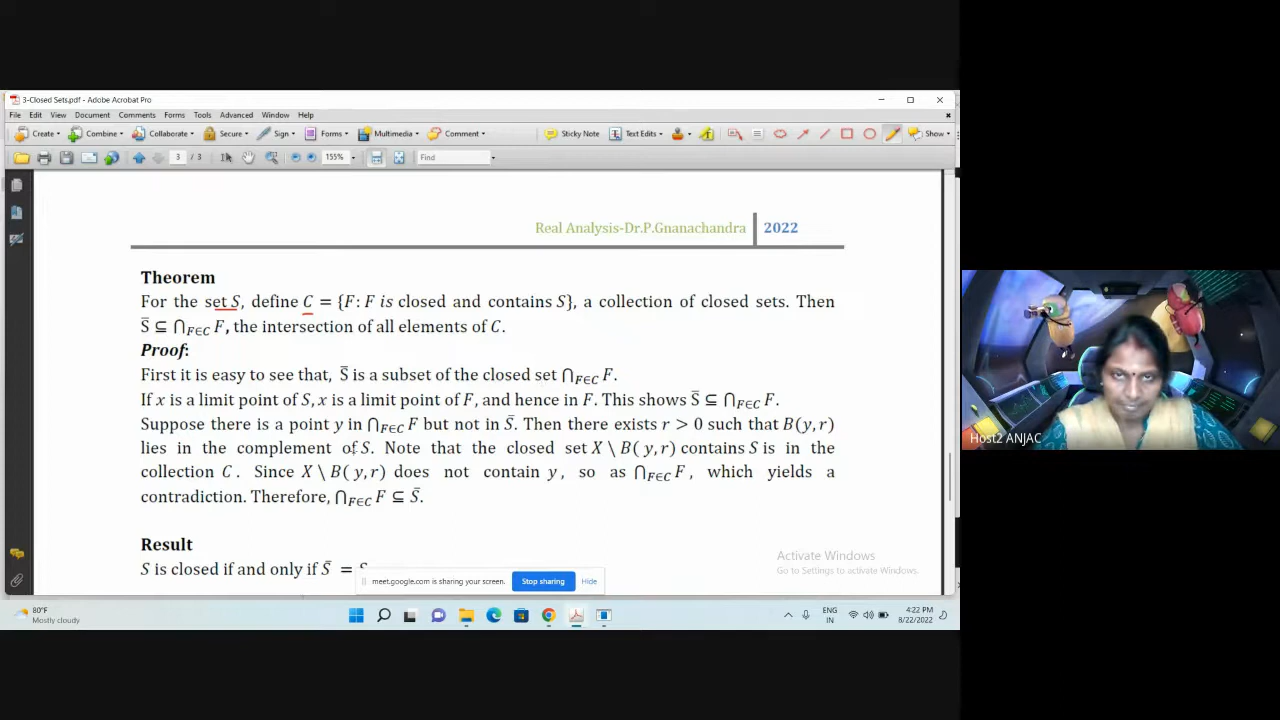 3-Closed Sets.pdf - Adobe Acrobat Pro
File Edit View Document Comments Forms Tools Advanced Window Help
Create Combine Collaborate Secure Sign Forms Multimedia Comment Sticky Note Text Edits Show
3 / 3 155% Find
Real Analysis-Dr.P.Gnanachandra 2022
Theorem
For the set S, define C = {F: F is closed and contains S}, a collection of closed sets. Then
S̄ ⊆ ⋂F∈C F, the intersection of all elements of C.
Proof:
First it is easy to see that, S̄ is a subset of the closed set ⋂F∈C F.
If x is a limit point of S, x is a limit point of F, and hence in F. This shows S̄ ⊆ ⋂F∈C F.
Suppose there is a point y in ⋂F∈C F but not in S̄. Then there exists r > 0 such that B(y, r)
lies in the complement of S. Note that the closed set X \ B( y, r) contains S is in the
collection C . Since X \ B( y, r) does not contain y, so as ⋂F∈C F, which yields a
contradiction. Therefore, ⋂F∈C F ⊆ S̄.
Result
S is closed if and only if S̄ =
Host2 ANJAC
Activate Windows
Go to Settings to activate Windows.
meet.google.com is sharing your screen. Stop sharing Hide
80°F
Mostly cloudy
ENG
IN
4:22 PM
8/22/2022